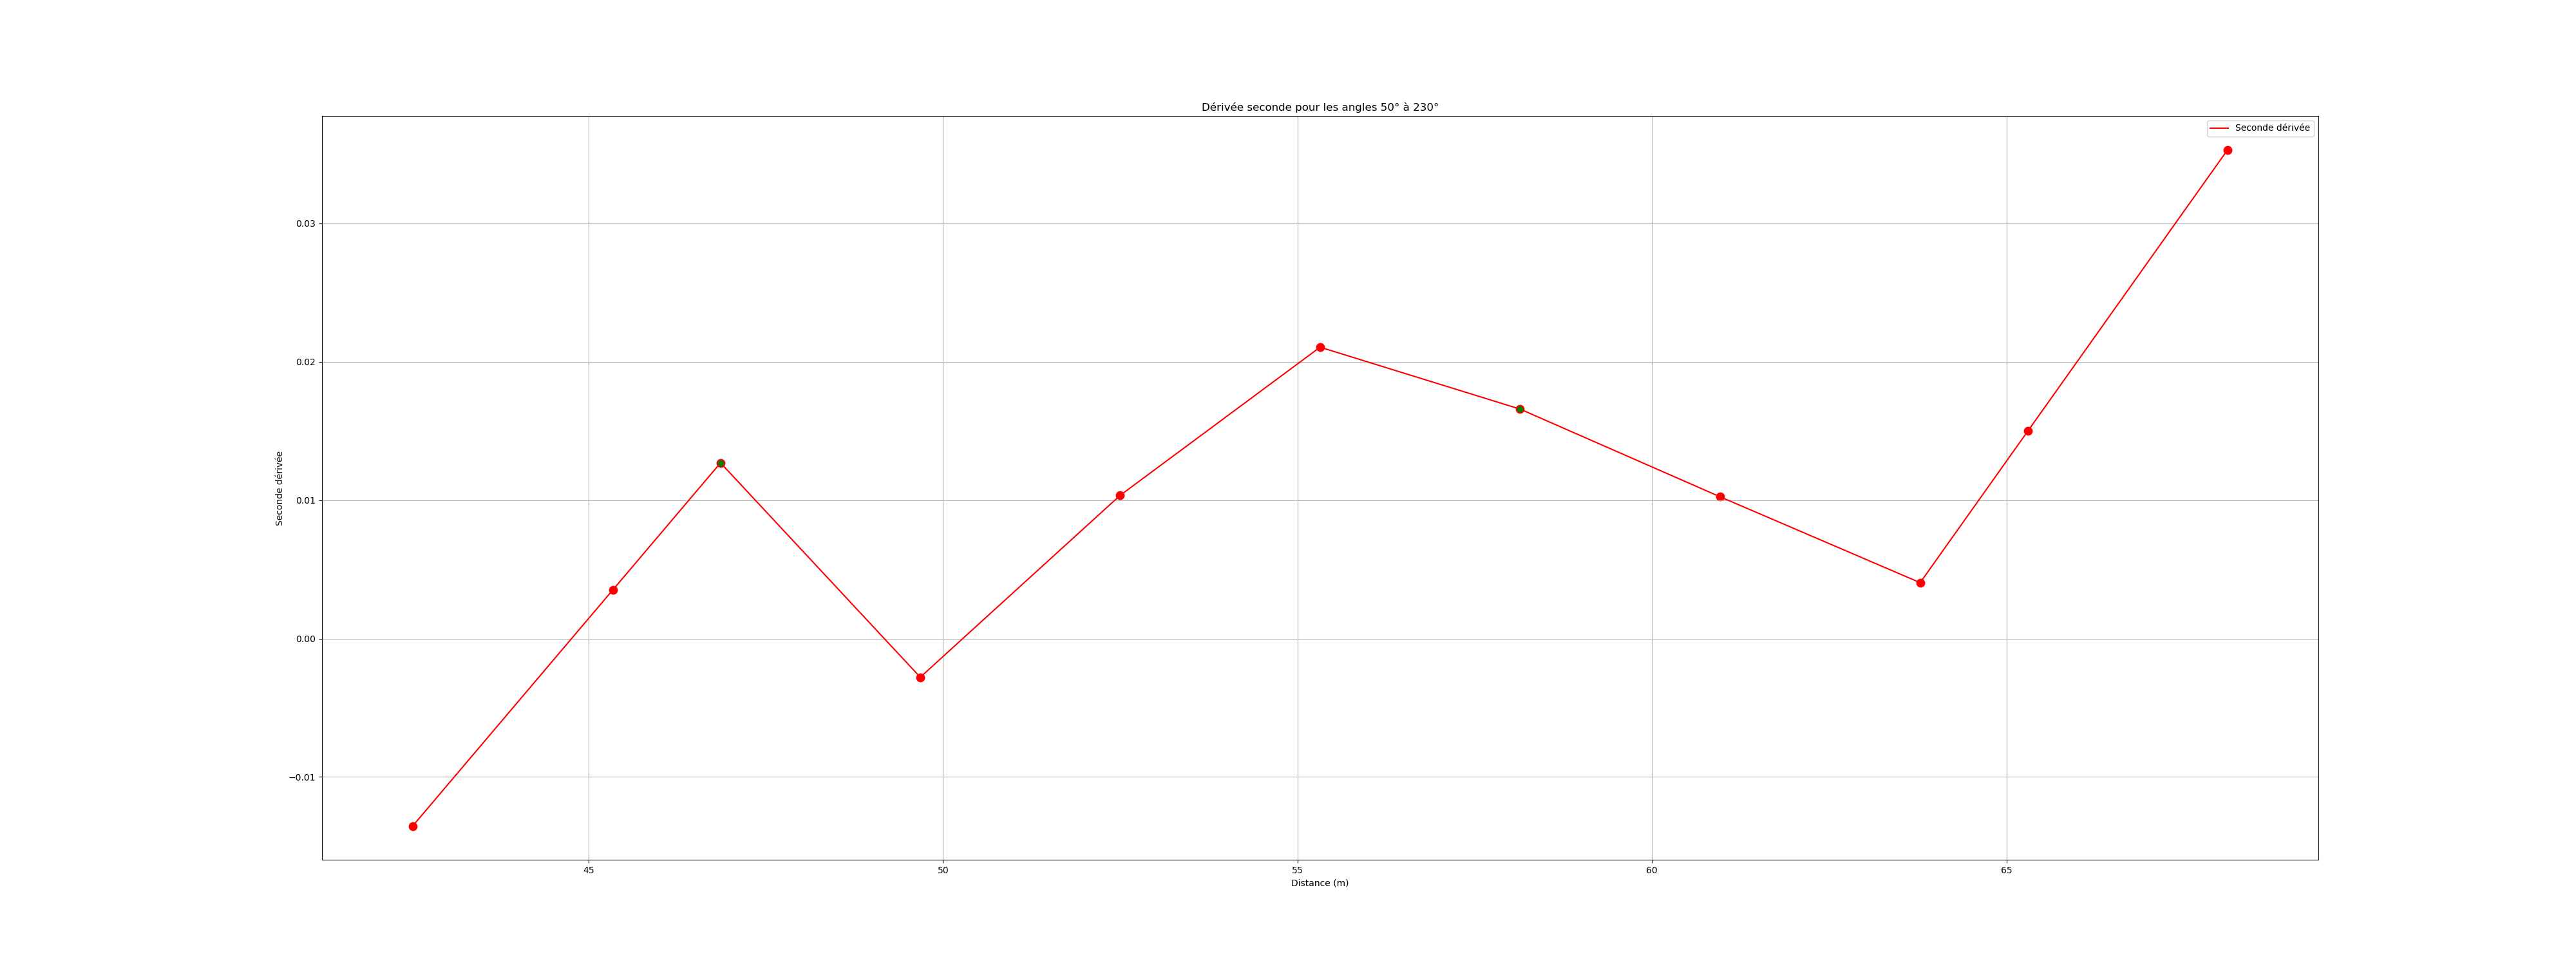 Dérivée seconde pour les angles 50° à 230°
Seconde dérivée
0.03
0.02
0.01
0.00
−0.01
Seconde dérivée
45
50
55
60
65
Distance (m)